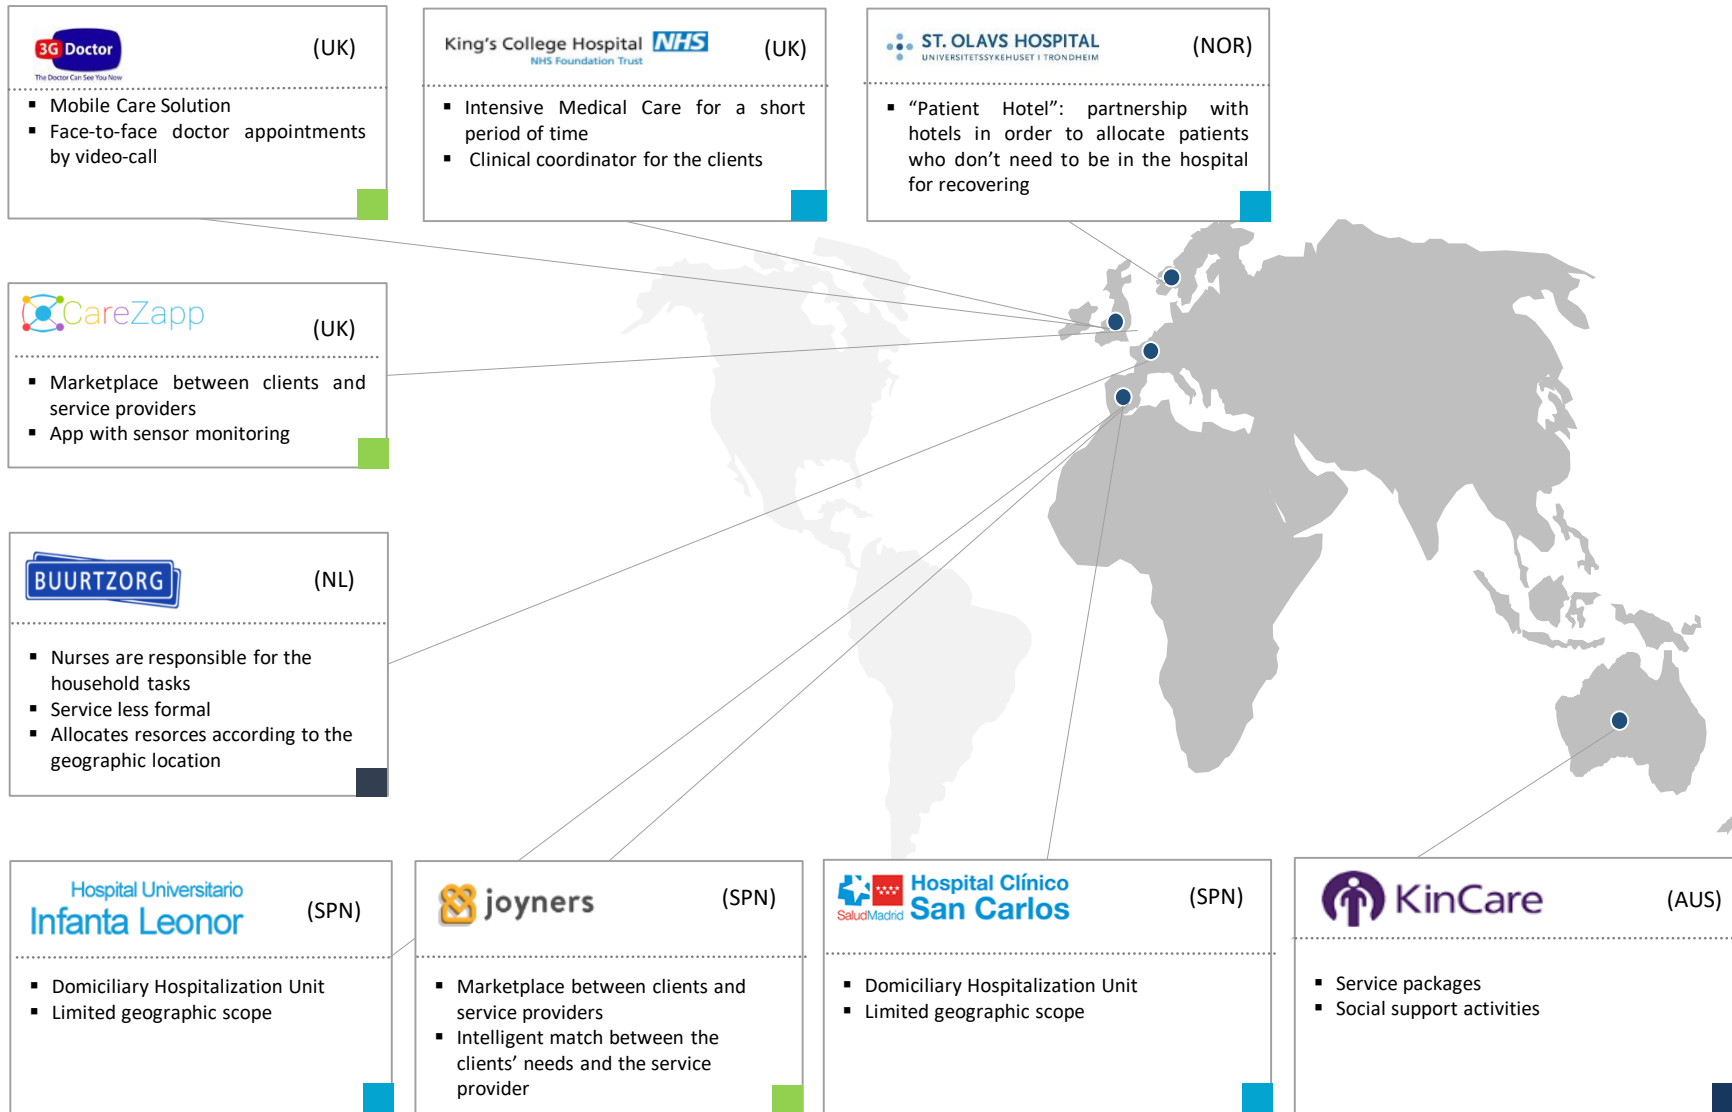 3G Doctor
The Doctor Can See You Now
(UK)
▪ Mobile Care Solution
▪ Face-to-face doctor appointments
by video-call
King's College Hospital NHS
NHS Foundation Trust
(UK)
▪ Intensive Medical Care for a short
period of time
▪ Clinical coordinator for the clients
ST. OLAVS HOSPITAL
UNIVERSITETSSYKEHUSET I TRONDHEIM
(NOR)
▪ “Patient Hotel”: partnership with
hotels in order to allocate patients
who don’t need to be in the hospital
for recovering
CareZapp
(UK)
▪ Marketplace between clients and
service providers
▪ App with sensor monitoring
BUURTZORG
(NL)
▪ Nurses are responsible for the
household tasks
▪ Service less formal
▪ Allocates resorces according to the
geographic location
Hospital Universitario
Infanta Leonor
(SPN)
▪ Domiciliary Hospitalization Unit
▪ Limited geographic scope
joyners
(SPN)
▪ Marketplace between clients and
service providers
▪ Intelligent match between the
clients’ needs and the service
provider
SaludMadrid
Hospital Clínico
San Carlos
(SPN)
▪ Domiciliary Hospitalization Unit
▪ Limited geographic scope
KinCare
(AUS)
▪ Service packages
▪ Social support activities